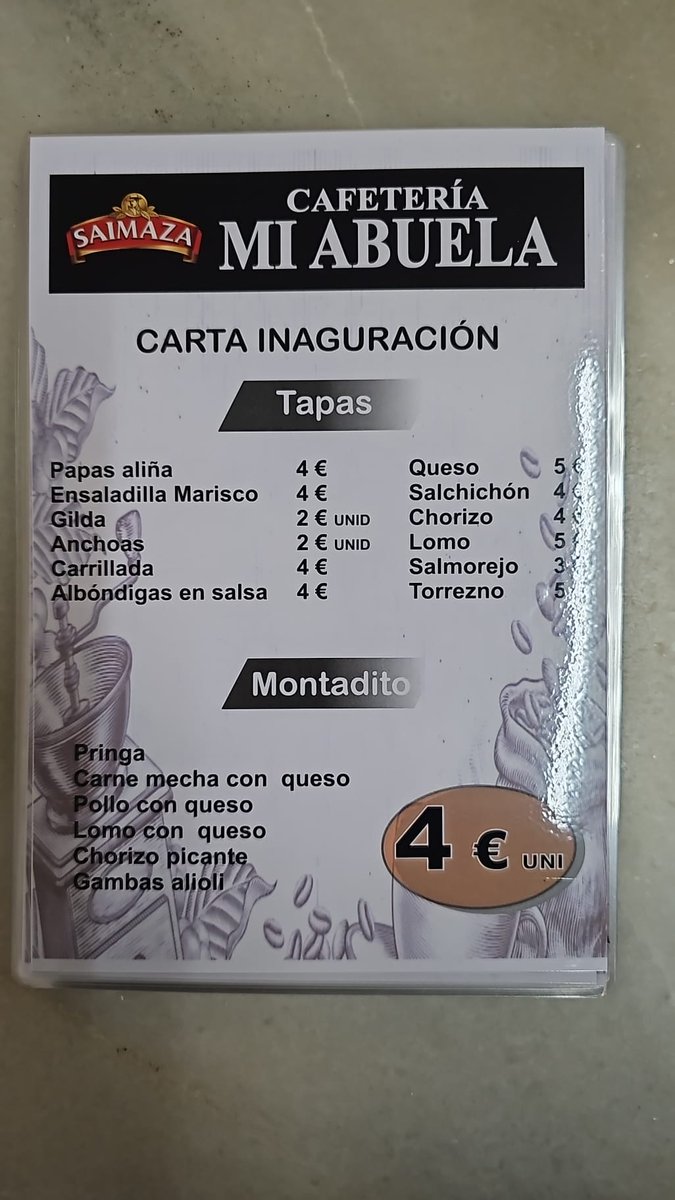 SAIMAZA
CAFETERÍA
MI ABUELA
CARTA INAGURACIÓN
Tapas
Papas aliña 4 €
Ensaladilla Marisco 4 €
Gilda 2 € UNID
Anchoas 2 € UNID
Carrillada 4 €
Albóndigas en salsa 4 €
Queso 5 €
Salchichón 4 €
Chorizo 4 €
Lomo 5 €
Salmorejo 3
Torrezno 5
Montadito
Pringa
Carne mecha con queso
Pollo con queso
Lomo con queso
Chorizo picante
Gambas alioli
4 € UNI